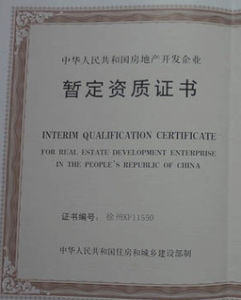 中华人民共和国房地产开发企业
暂定资质证书
INTERIM QUALIFICATION CERTIFICATE
FOR REAL ESTATE DEVELOPMENT ENTERPRISE
IN THE PEOPLE'S REPUBLIC OF CHINA
证书编号: 徐州KF11550
中华人民共和国住房和城乡建设部制